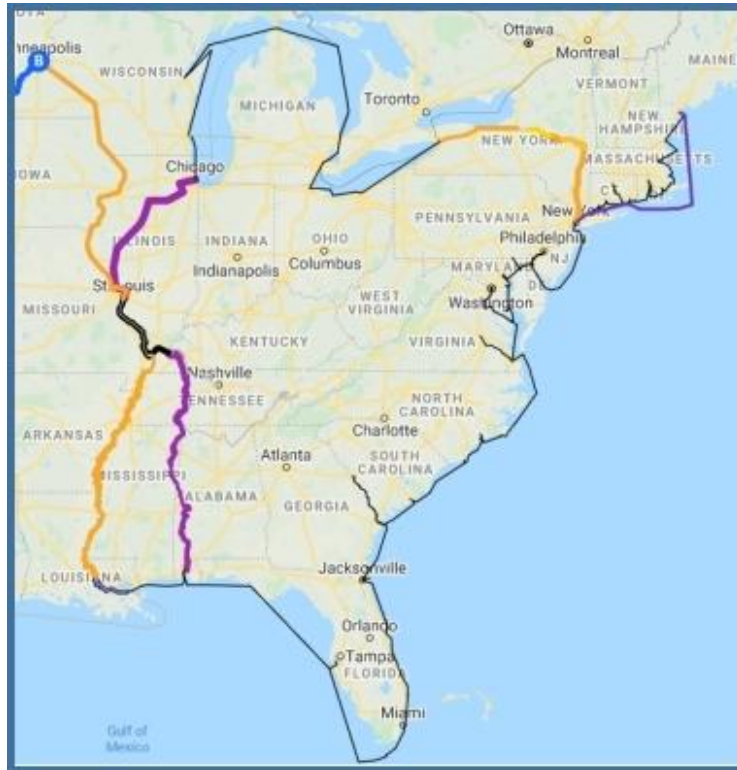 Ottawa
Montreal
MAINE
nneapolis
B
WISCONSIN
VERMONT
MICHIGAN
Toronto
NEW
HAMPSHIRE
NEW YORK
MASSACHUSETTS
IOWA
Chicago
PENNSYLVANIA
New York
ILLINOIS
INDIANA
OHIO
Philadelphia
Indianapolis
Columbus
MARYLAND
NJ
DE
St Louis
WEST
VIRGINIA
Washington
MISSOURI
KENTUCKY
VIRGINIA
Nashville
TENNESSEE
NORTH
CAROLINA
Charlotte
ARKANSAS
Atlanta
SOUTH
CAROLINA
MISSISSIPPI
ALABAMA
GEORGIA
LOUISIANA
Jacksonville
Orlando
Tampa
FLORIDA
Miami
Gulf of
Mexico